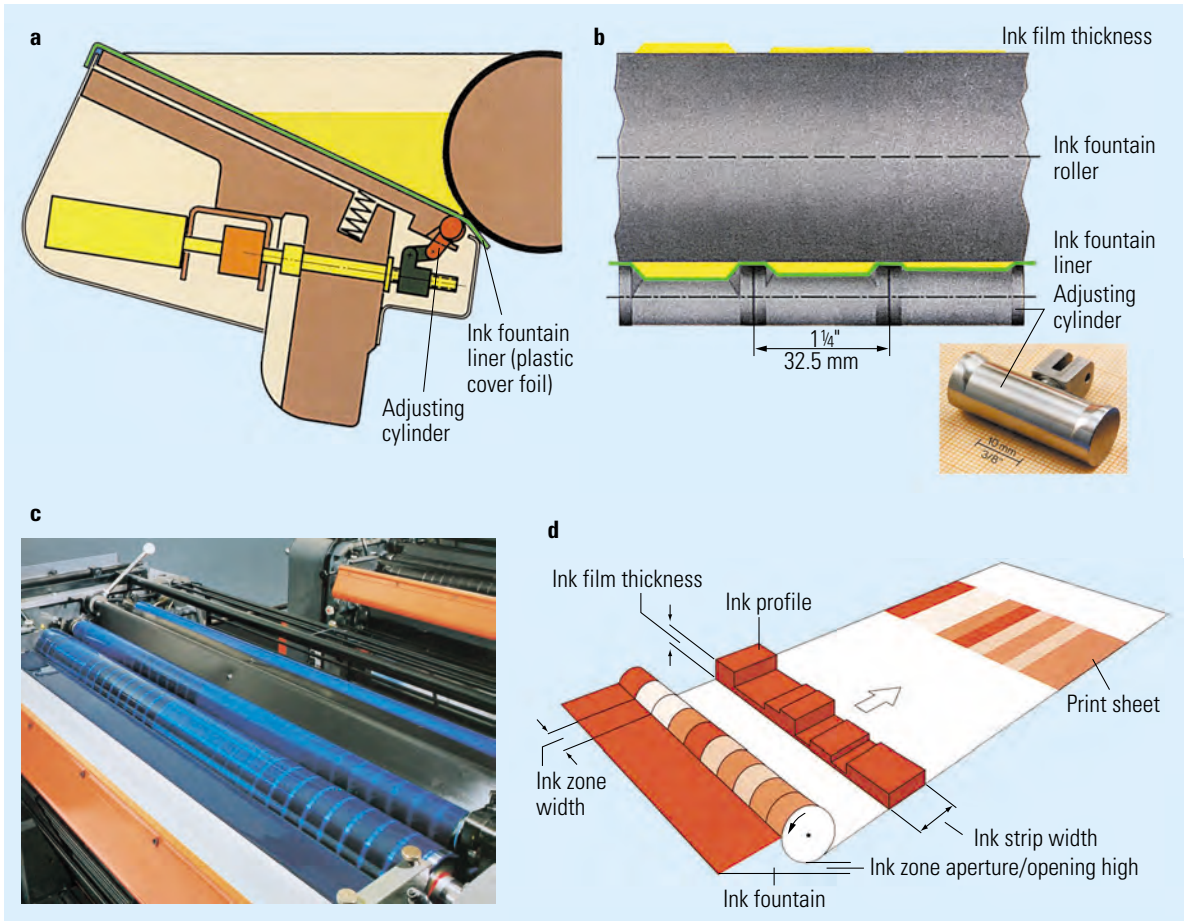 a
Ink fountain
liner (plastic
cover foil)
Adjusting
cylinder
b
Ink film thickness
Ink fountain
roller
Ink fountain
liner
Adjusting
cylinder
1 ¼"
32.5 mm
10 mm
3/8"
c
d
Ink film thickness
Ink profile
Print sheet
Ink zone
width
Ink strip width
Ink zone aperture/opening high
Ink fountain